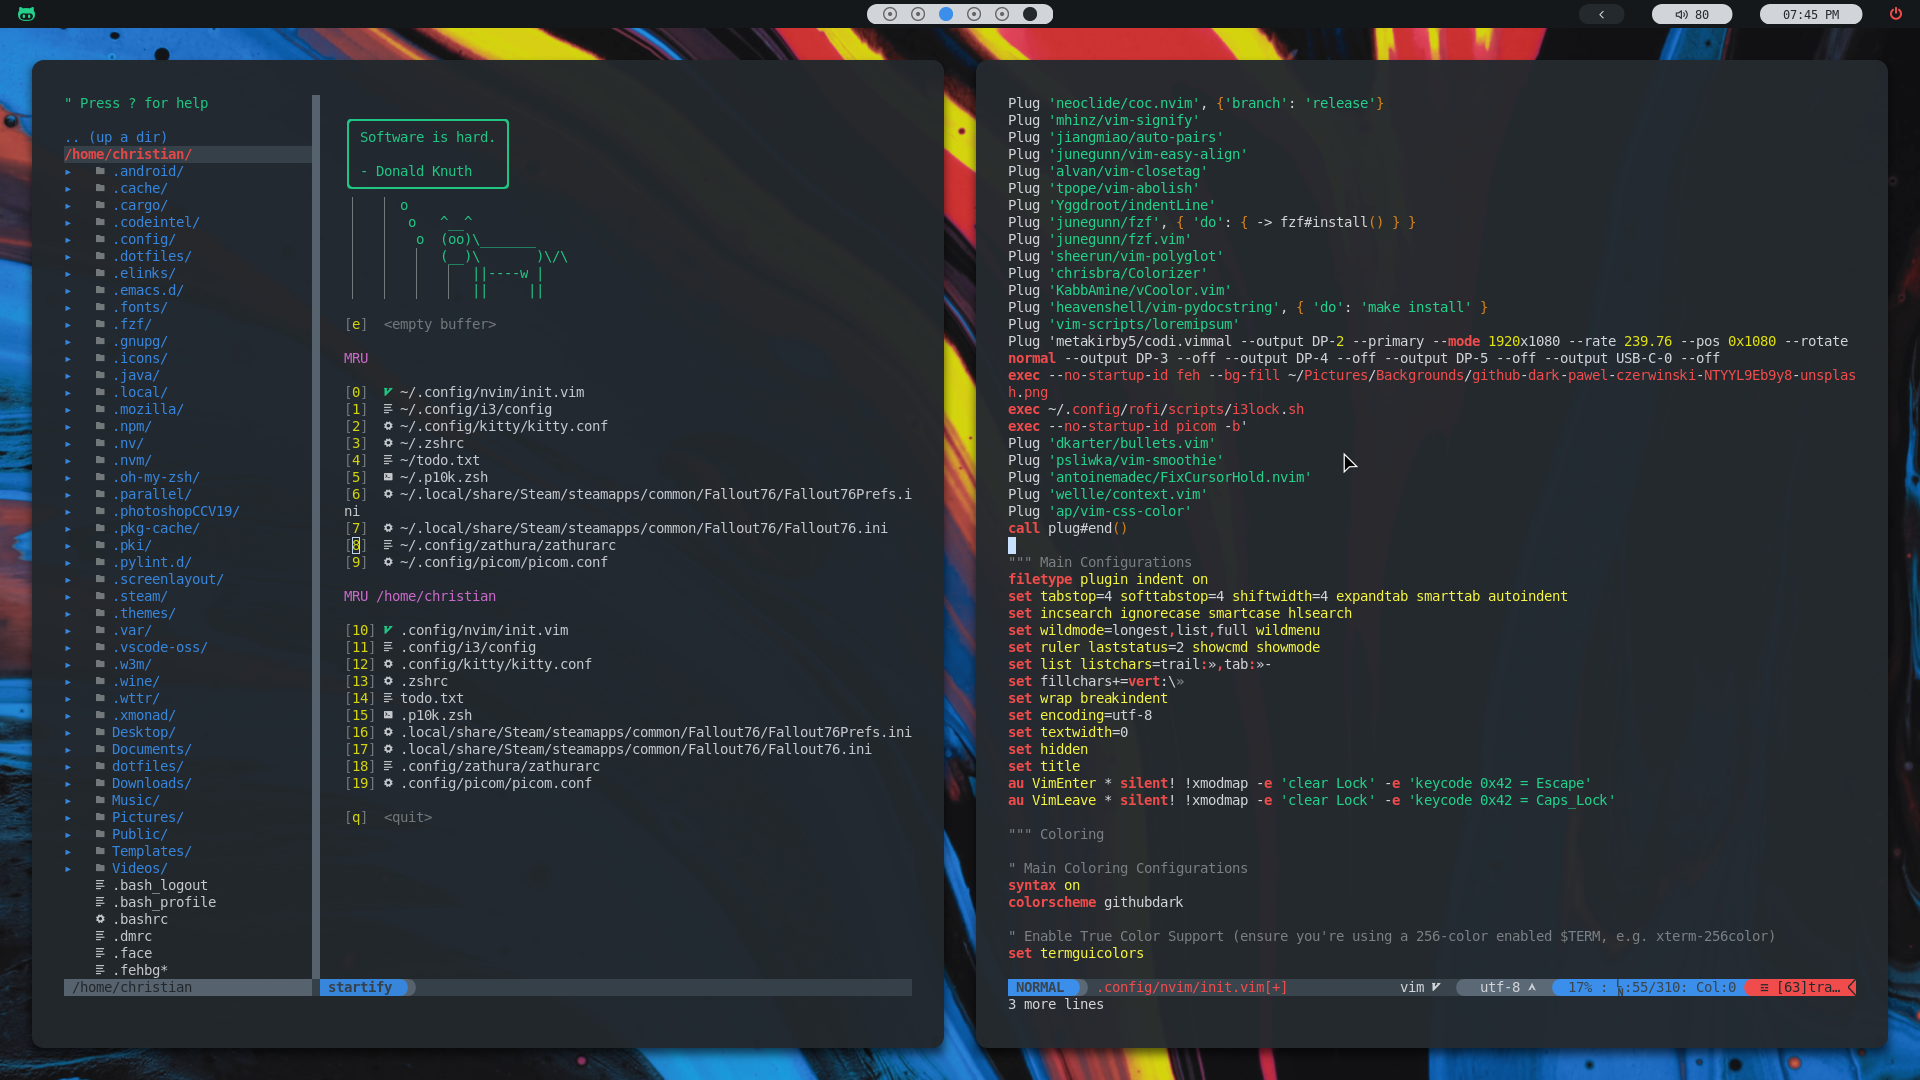 80
07:45 PM
" Press ? for help
.. (up a dir)
/home/christian/
.android/
.cache/
.cargo/
.codeintel/
.config/
.dotfiles/
.elinks/
.emacs.d/
.fonts/
.fzf/
.gnupg/
.icons/
.java/
.local/
.mozilla/
.npm/
.nv/
.nvm/
.oh-my-zsh/
.parallel/
.photoshopCCV19/
.pkg-cache/
.pki/
.pylint.d/
.screenlayout/
.steam/
.themes/
.var/
.vscode-oss/
.w3m/
.wine/
.wttr/
.xmonad/
Desktop/
Documents/
dotfiles/
Downloads/
Music/
Pictures/
Public/
Templates/
Videos/
.bash_logout
.bash_profile
.bashrc
.dmrc
.face
.fehbg*
/home/christian
Software is hard.
- Donald Knuth
o
o   ^__^
o  (oo)\_______
(__)\       )\/\
||----w |
||     ||
[e]  <empty buffer>
MRU
[0] ~/.config/nvim/init.vim
[1] ~/.config/i3/config
[2] ~/.config/kitty/kitty.conf
[3] ~/.zshrc
[4] ~/todo.txt
[5] ~/.p10k.zsh
[6] ~/.local/share/Steam/steamapps/common/Fallout76/Fallout76Prefs.i
ni
[7] ~/.local/share/Steam/steamapps/common/Fallout76/Fallout76.ini
[8] ~/.config/zathura/zathurarc
[9] ~/.config/picom/picom.conf
MRU /home/christian
[10] .config/nvim/init.vim
[11] .config/i3/config
[12] .config/kitty/kitty.conf
[13] .zshrc
[14] todo.txt
[15] .p10k.zsh
[16] .local/share/Steam/steamapps/common/Fallout76/Fallout76Prefs.ini
[17] .local/share/Steam/steamapps/common/Fallout76/Fallout76.ini
[18] .config/zathura/zathurarc
[19] .config/picom/picom.conf
[q]  <quit>
startify
Plug 'neoclide/coc.nvim', {'branch': 'release'}
Plug 'mhinz/vim-signify'
Plug 'jiangmiao/auto-pairs'
Plug 'junegunn/vim-easy-align'
Plug 'alvan/vim-closetag'
Plug 'tpope/vim-abolish'
Plug 'Yggdroot/indentLine'
Plug 'junegunn/fzf', { 'do': { -> fzf#install() } }
Plug 'junegunn/fzf.vim'
Plug 'sheerun/vim-polyglot'
Plug 'chrisbra/Colorizer'
Plug 'KabbAmine/vCoolor.vim'
Plug 'heavenshell/vim-pydocstring', { 'do': 'make install' }
Plug 'vim-scripts/loremipsum'
Plug 'metakirby5/codi.vimmal --output DP-2 --primary --mode 1920x1080 --rate 239.76 --pos 0x1080 --rotate
normal --output DP-3 --off --output DP-4 --off --output DP-5 --off --output USB-C-0 --off
exec --no-startup-id feh --bg-fill ~/Pictures/Backgrounds/github-dark-pawel-czerwinski-NTYYL9Eb9y8-unsplas
h.png
exec ~/.config/rofi/scripts/i3lock.sh
exec --no-startup-id picom -b'
Plug 'dkarter/bullets.vim'
Plug 'psliwka/vim-smoothie'
Plug 'antoinemadec/FixCursorHold.nvim'
Plug 'wellle/context.vim'
Plug 'ap/vim-css-color'
call plug#end()
""" Main Configurations
filetype plugin indent on
set tabstop=4 softtabstop=4 shiftwidth=4 expandtab smarttab autoindent
set incsearch ignorecase smartcase hlsearch
set wildmode=longest,list,full wildmenu
set ruler laststatus=2 showcmd showmode
set list listchars=trail:»,tab:»-
set fillchars+=vert:\»
set wrap breakindent
set encoding=utf-8
set textwidth=0
set hidden
set title
au VimEnter * silent! !xmodmap -e 'clear Lock' -e 'keycode 0x42 = Escape'
au VimLeave * silent! !xmodmap -e 'clear Lock' -e 'keycode 0x42 = Caps_Lock'
""" Coloring
" Main Coloring Configurations
syntax on
colorscheme githubdark
" Enable True Color Support (ensure you're using a 256-color enabled $TERM, e.g. xterm-256color)
set termguicolors
NORMAL .config/nvim/init.vim[+] vim utf-8 17% : :55/310: Col:0 [63]tra…
3 more lines